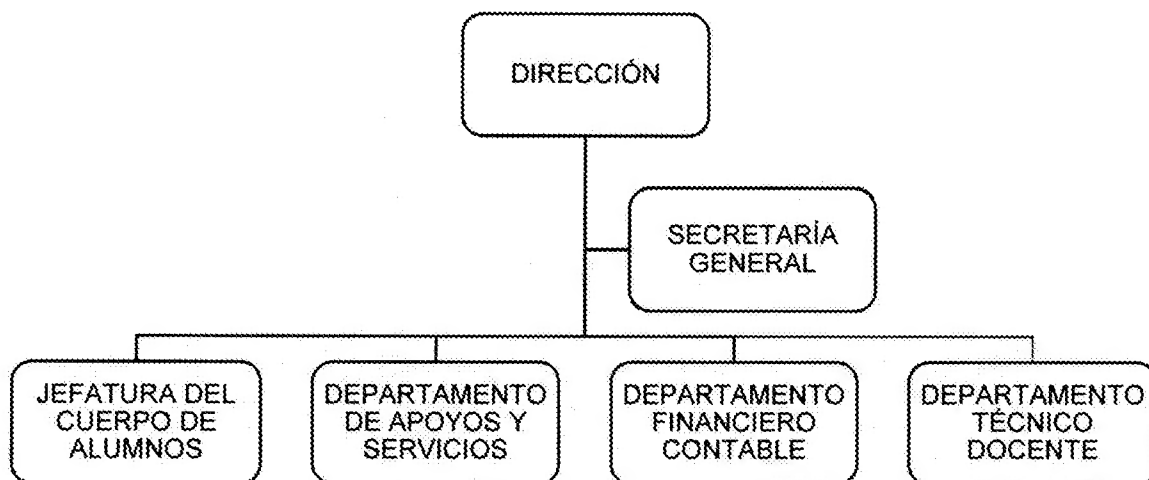 DIRECCIÓN
SECRETARÍA
GENERAL
JEFATURA DEL
CUERPO DE
ALUMNOS
DEPARTAMENTO
DE APOYOS Y
SERVICIOS
DEPARTAMENTO
FINANCIERO
CONTABLE
DEPARTAMENTO
TÉCNICO
DOCENTE